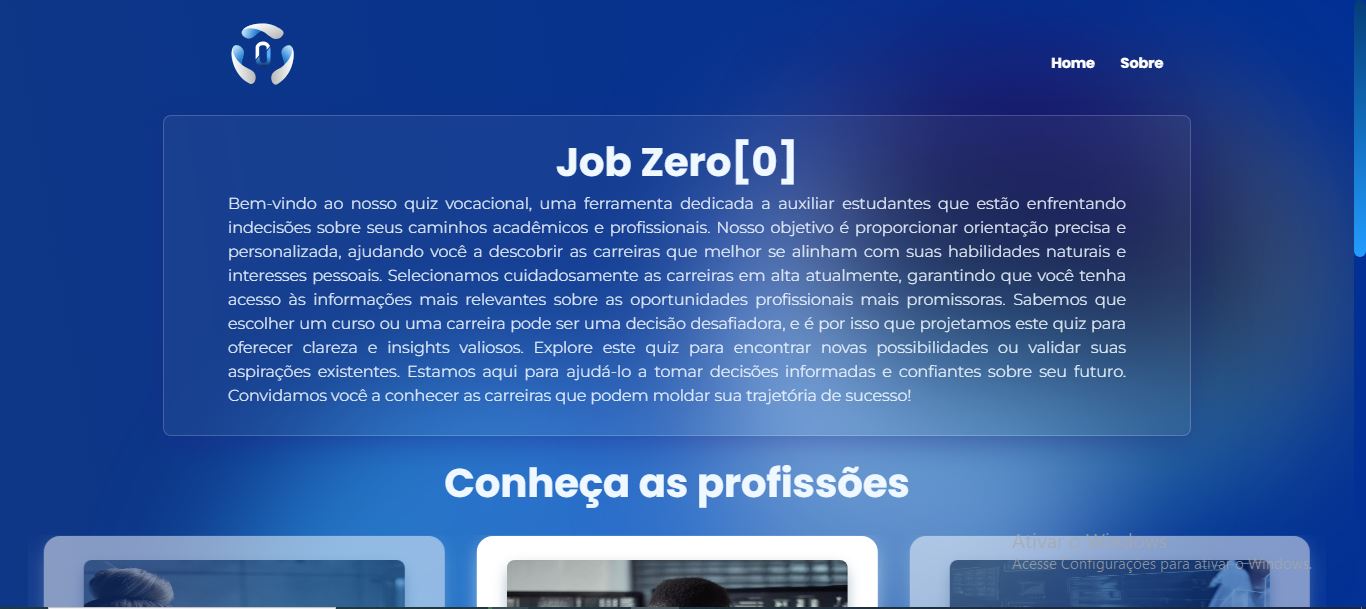 Home Sobre
Job Zero[0]
Bem-vindo ao nosso quiz vocacional, uma ferramenta dedicada a auxiliar estudantes que estão enfrentando
indecisões sobre seus caminhos acadêmicos e profissionais. Nosso objetivo é proporcionar orientação precisa e
personalizada, ajudando você a descobrir as carreiras que melhor se alinham com suas habilidades naturais e
interesses pessoais. Selecionamos cuidadosamente as carreiras em alta atualmente, garantindo que você tenha
acesso às informações mais relevantes sobre as oportunidades profissionais mais promissoras. Sabemos que
escolher um curso ou uma carreira pode ser uma decisão desafiadora, e é por isso que projetamos este quiz para
oferecer clareza e insights valiosos. Explore este quiz para encontrar novas possibilidades ou validar suas
aspirações existentes. Estamos aqui para ajudá-lo a tomar decisões informadas e confiantes sobre seu futuro.
Convidamos você a conhecer as carreiras que podem moldar sua trajetória de sucesso!
Conheça as profissões
Ativar o Windows
Acesse Configurações para ativar o Windows.